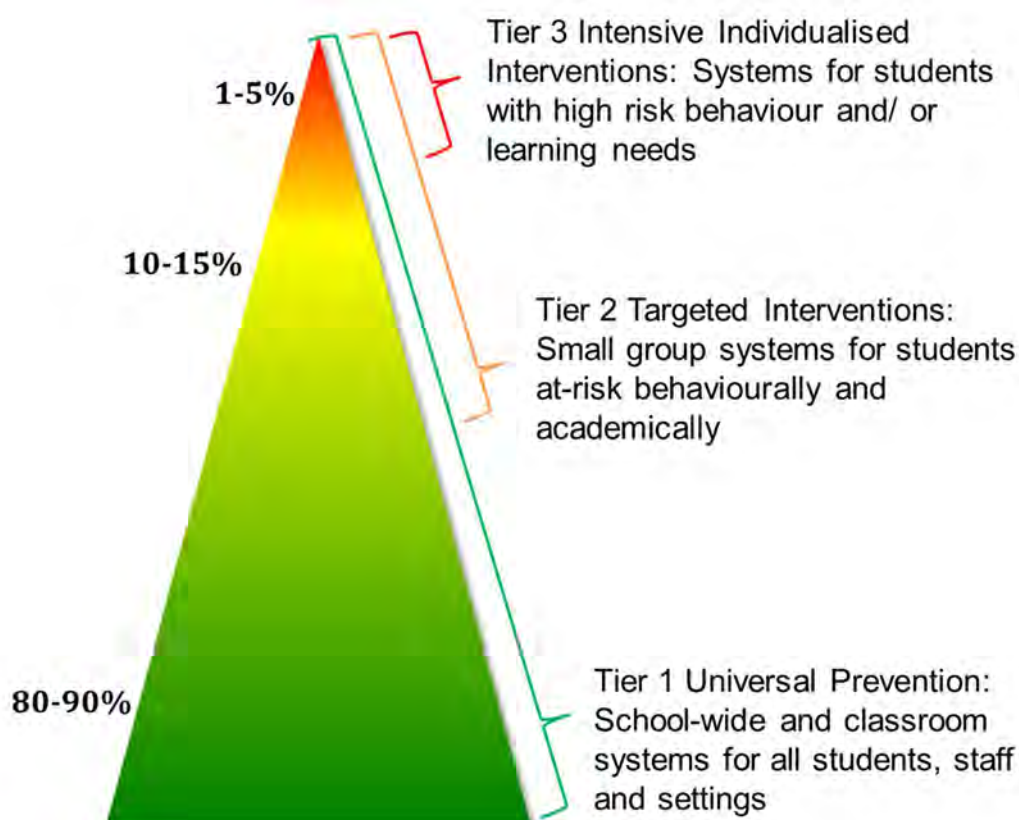 Tier 3 Intensive Individualised
Interventions: Systems for students
with high risk behaviour and/ or
learning needs
1-5%
10-15%
Tier 2 Targeted Interventions:
Small group systems for students
at-risk behaviourally and
academically
80-90%
Tier 1 Universal Prevention:
School-wide and classroom
systems for all students, staff
and settings